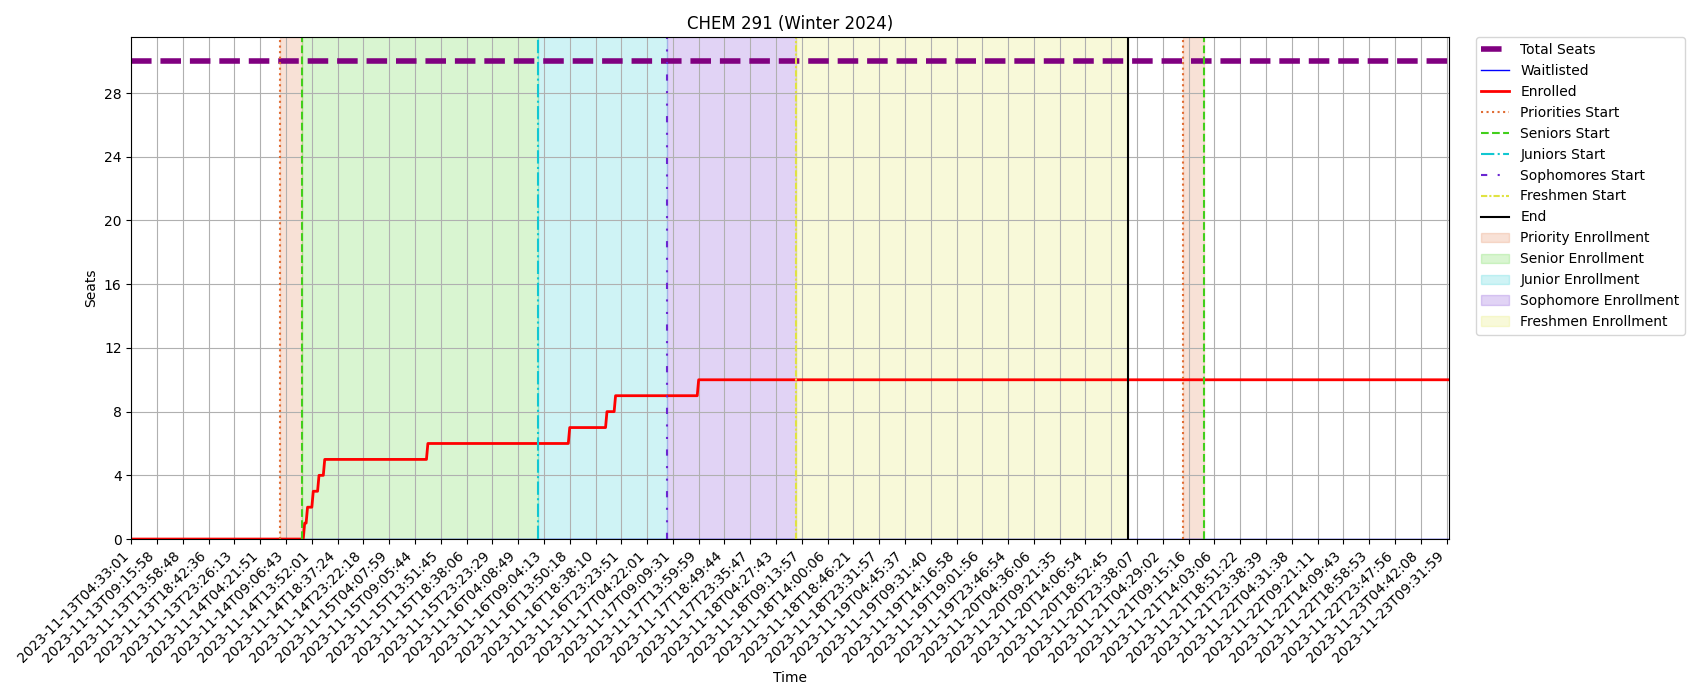 CHEM 291 (Winter 2024)
Seats
28
24
20
16
12
8
4
0
2023-11-13T04:33:01
2023-11-13T09:15:58
2023-11-13T13:58:48
2023-11-13T18:42:36
2023-11-13T23:26:13
2023-11-14T04:21:51
2023-11-14T09:06:43
2023-11-14T13:52:01
2023-11-14T18:37:24
2023-11-14T23:22:18
2023-11-15T04:07:59
2023-11-15T09:05:44
2023-11-15T13:51:45
2023-11-15T18:38:06
2023-11-15T23:23:29
2023-11-16T04:08:49
2023-11-16T09:04:13
2023-11-16T13:50:18
2023-11-16T18:38:10
2023-11-16T23:23:51
2023-11-17T04:22:01
2023-11-17T09:09:31
2023-11-17T13:59:59
2023-11-17T18:49:44
2023-11-17T23:35:47
2023-11-18T04:27:43
2023-11-18T09:13:57
2023-11-18T14:00:06
2023-11-18T18:46:21
2023-11-18T23:31:57
2023-11-19T04:45:37
2023-11-19T09:31:40
2023-11-19T14:16:58
2023-11-19T19:01:56
2023-11-19T23:46:54
2023-11-20T04:36:06
2023-11-20T09:21:35
2023-11-20T14:06:54
2023-11-20T18:52:45
2023-11-20T23:38:07
2023-11-21T04:29:02
2023-11-21T09:15:16
2023-11-21T14:03:06
2023-11-21T18:51:22
2023-11-21T23:38:39
2023-11-22T04:31:38
2023-11-22T09:21:11
2023-11-22T14:09:43
2023-11-22T18:58:53
2023-11-22T23:47:56
2023-11-23T04:42:08
2023-11-23T09:31:59
Time
Total Seats
Waitlisted
Enrolled
Priorities Start
Seniors Start
Juniors Start
Sophomores Start
Freshmen Start
End
Priority Enrollment
Senior Enrollment
Junior Enrollment
Sophomore Enrollment
Freshmen Enrollment